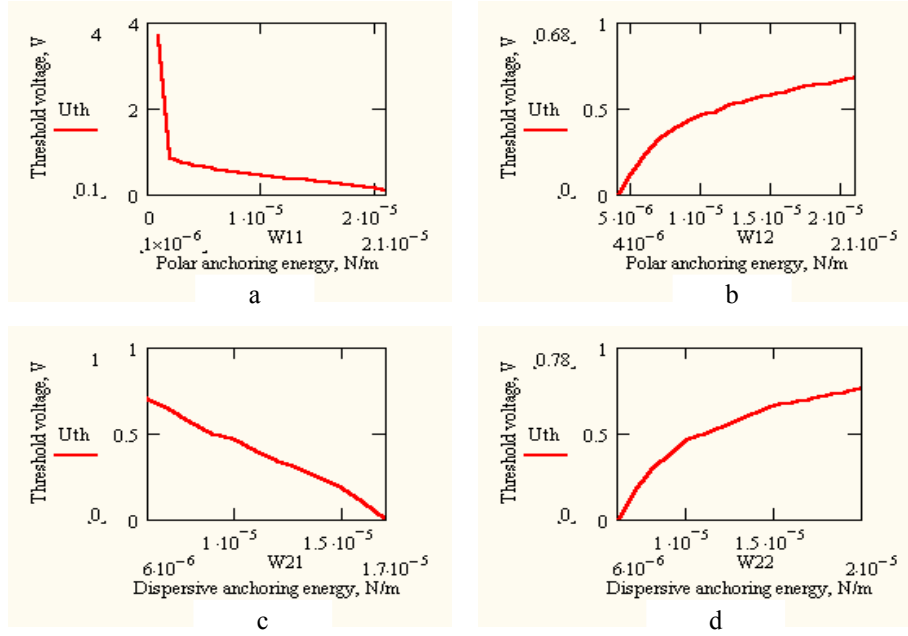 Threshold voltage, V
4
Uth
0.1
4
2
0
0
1·10⁻⁵
2·10⁻⁵
1×10⁻⁶
W11
2.1·10⁻⁵
Polar anchoring energy, N/m
a
Threshold voltage, V
0.68
Uth
0
1
0.5
0
5·10⁻⁶
1·10⁻⁵
1.5·10⁻⁵
2·10⁻⁵
4·10⁻⁶
W12
2.1·10⁻⁵
Polar anchoring energy, N/m
b
Threshold voltage, V
1
Uth
0
1
0.5
0
1·10⁻⁵
1.5·10⁻⁵
6·10⁻⁶
W21
1.7·10⁻⁵
Dispersive anchoring energy, N/m
c
Threshold voltage, V
0.78
Uth
0
1
0.5
0
1·10⁻⁵
1.5·10⁻⁵
6·10⁻⁶
W22
2·10⁻⁵
Dispersive anchoring energy, N/m
d